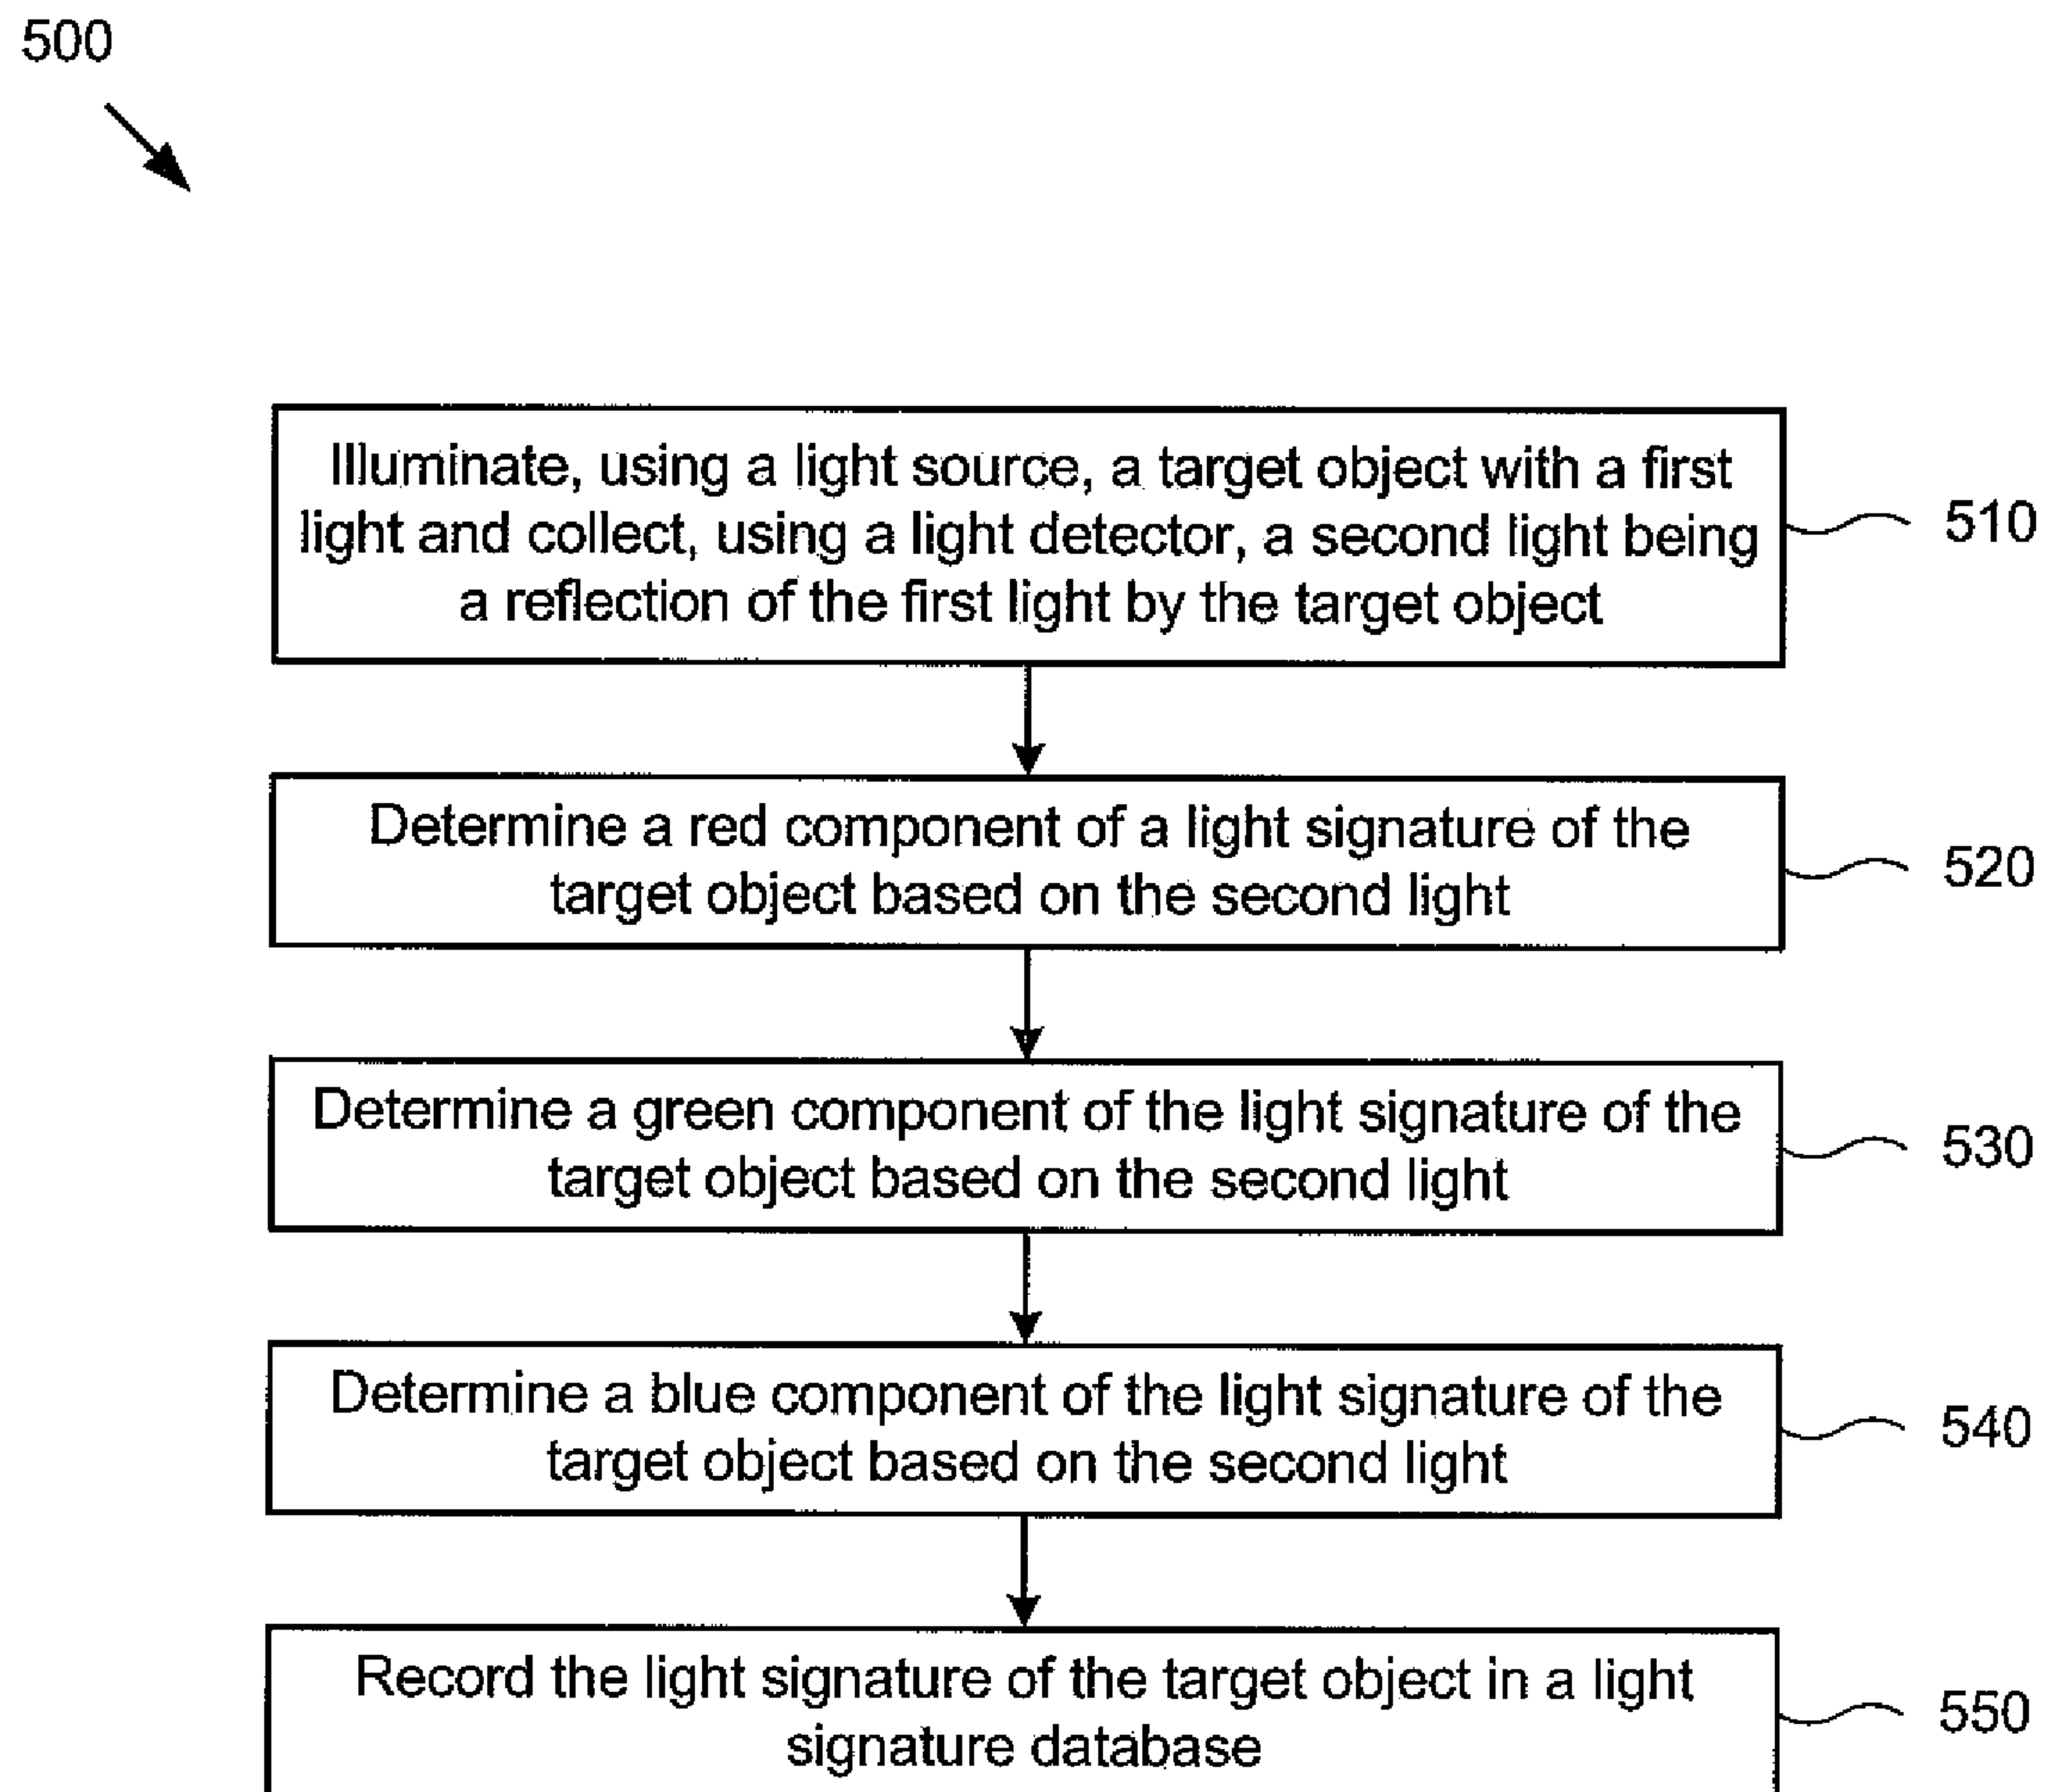 500
Illuminate, using a light source, a target object with a first
light and collect, using a light detector, a second light being
a reflection of the first light by the target object
510
Determine a red component of a light signature of the
target object based on the second light
520
Determine a green component of the light signature of the
target object based on the second light
530
Determine a blue component of the light signature of the
target object based on the second light
540
Record the light signature of the target object in a light
signature database
550